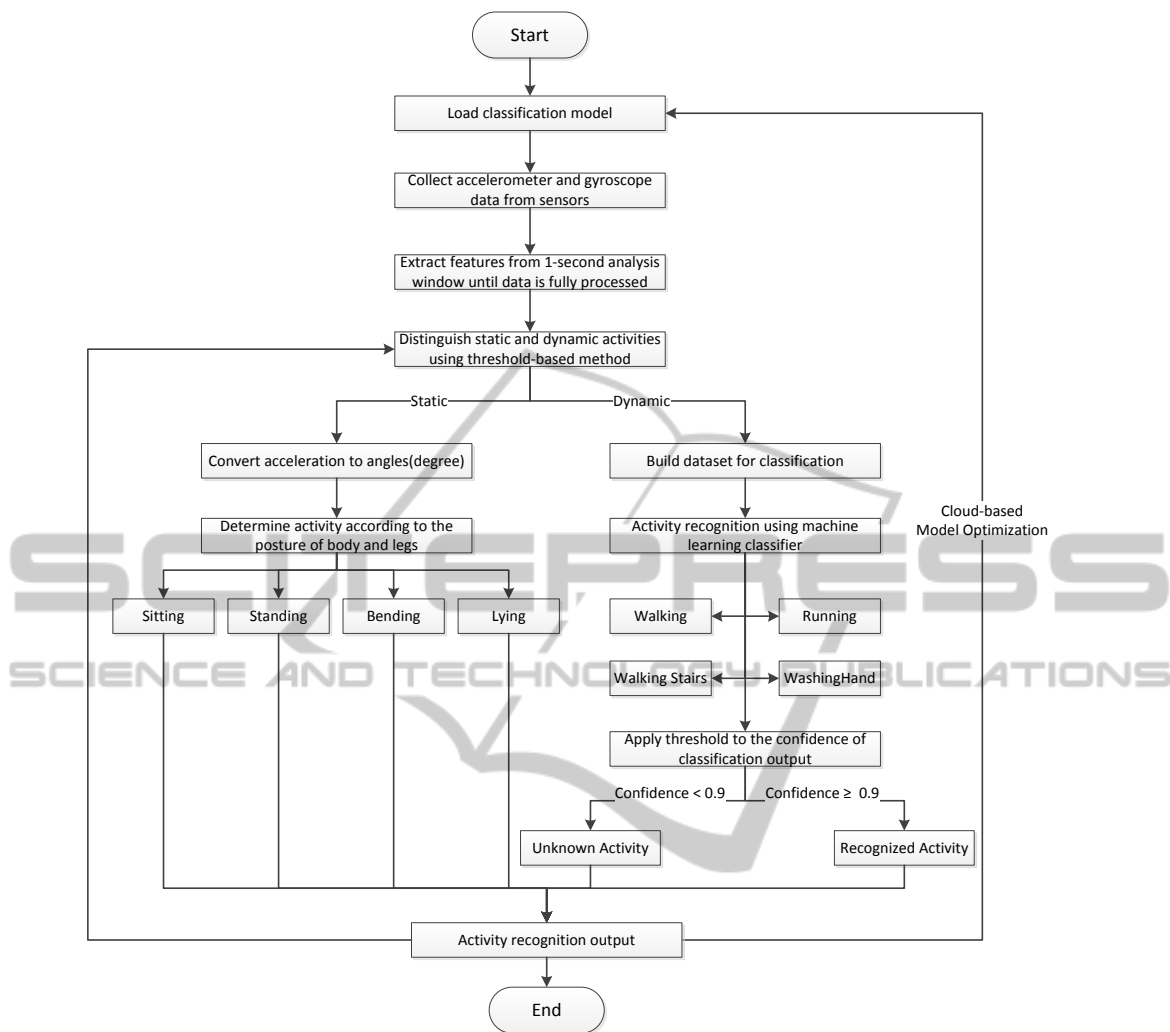 Start
Load classification model
Collect accelerometer and gyroscope
data from sensors
Extract features from 1-second analysis
window until data is fully processed
Distinguish static and dynamic activities
using threshold-based method
Static
Dynamic
Convert acceleration to angles(degree)
Build dataset for classification
Cloud-based
Model Optimization
Determine activity according to the
posture of body and legs
Activity recognition using machine
learning classifier
SCITEPRESS
Sitting
Standing
Bending
Lying
Walking
Running
SCIENCE AND TECHNOLOGY PUBLICATIONS
Walking Stairs
WashingHand
Apply threshold to the confidence of
classification output
Confidence < 0.9
Confidence ≥ 0.9
Unknown Activity
Recognized Activity
Activity recognition output
End